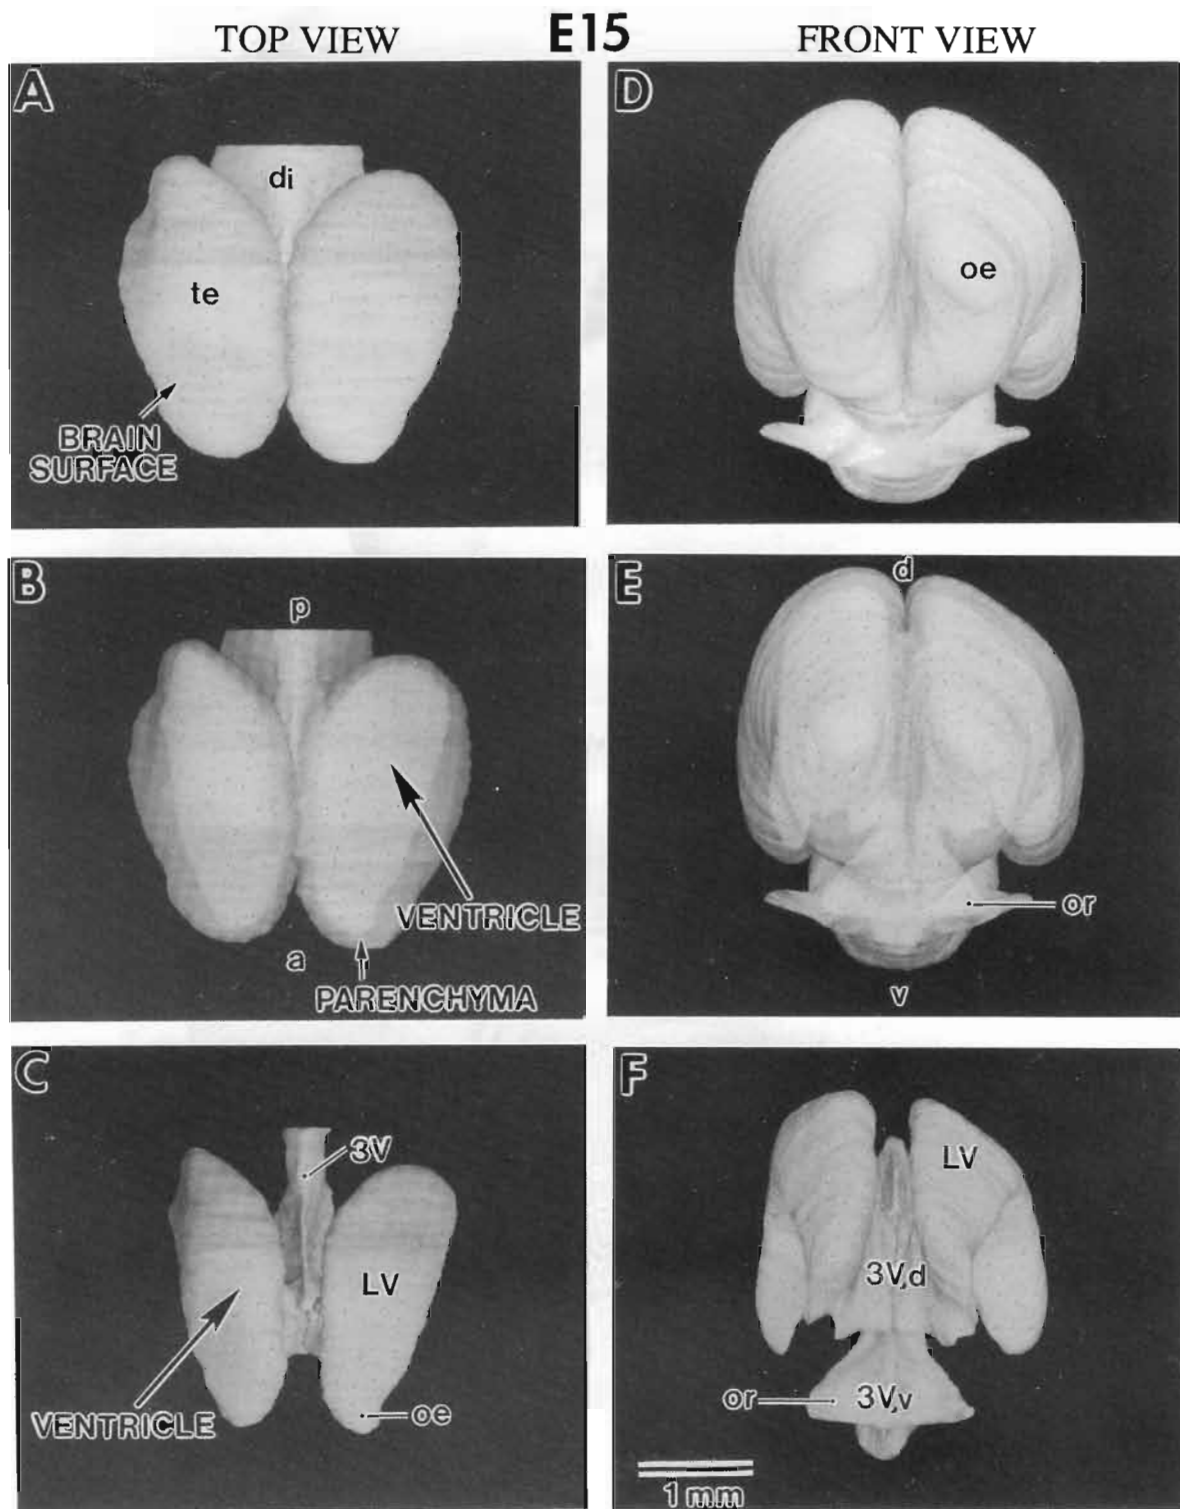 E15
TOP VIEW
FRONT VIEW
A
di
te
BRAIN
SURFACE
D
oe
B
p
VENTRICLE
a
PARENCHYMA
E
d
or
v
C
3V
LV
VENTRICLE
oe
F
LV
3V,d
or
3V,v
1 mm